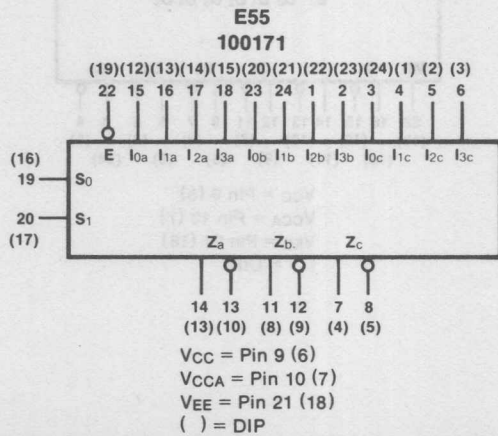 E55
100171
(19) (12) (13) (14) (15) (20) (21) (22) (23) (24) (1) (2) (3)
22 15 16 17 18 23 24 1 2 3 4 5 6
E I0a I1a I2a I3a I0b I1b I2b I3b I0c I1c I2c I3c
(16)
19 S0
20 S1
(17)
Za Zb Zc
14 13 11 12 7 8
(13) (10) (8) (9) (4) (5)
VCC = Pin 9 (6)
VCCA = Pin 10 (7)
VEE = Pin 21 (18)
( ) = DIP